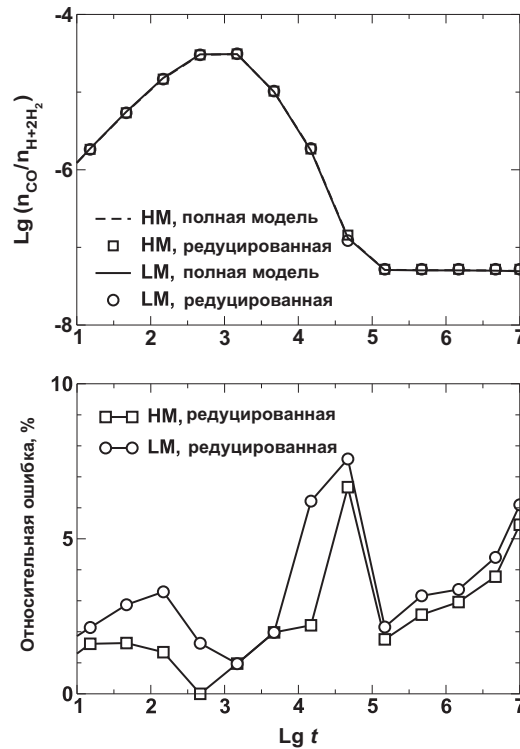 -4
-6
-8
Lg (nCO/nH+2H2)
HM, полная модель
HM, редуцированная
LM, полная модель
LM, редуцированная
1 2 3 4 5 6 7
10
5
0
Относительная ошибка, %
HM, редуцированная
LM, редуцированная
1 2 3 4 5 6 7
Lg t